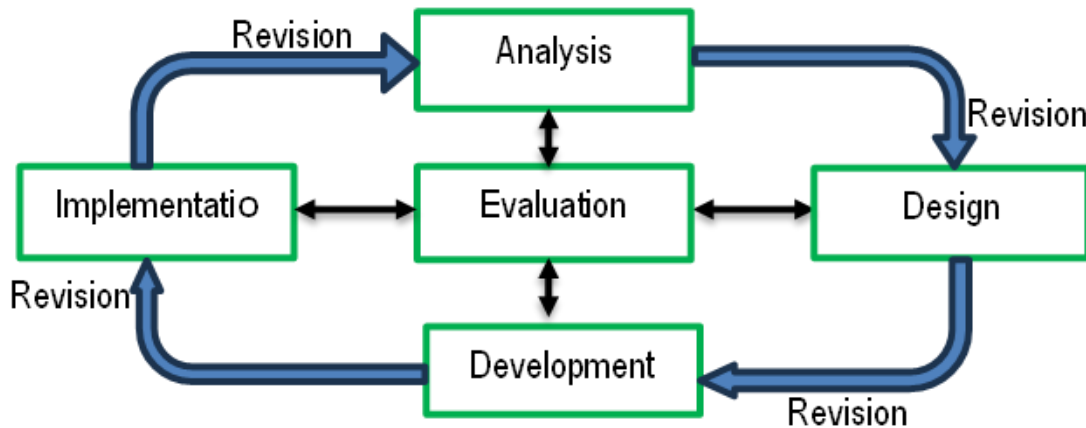 Revision
Analysis
Revision
Implementatio
Evaluation
Design
Revision
Development
Revision